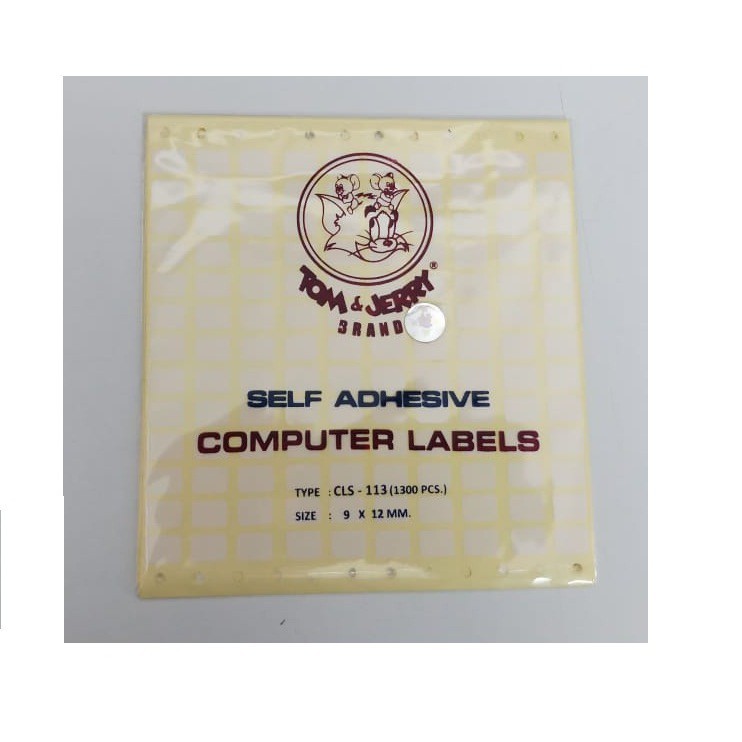 TOM & JERRY ®
BRAND
SELF ADHESIVE
COMPUTER LABELS
TYPE : CLS - 113 (1300 PCS.)
SIZE : 9 X 12 MM.